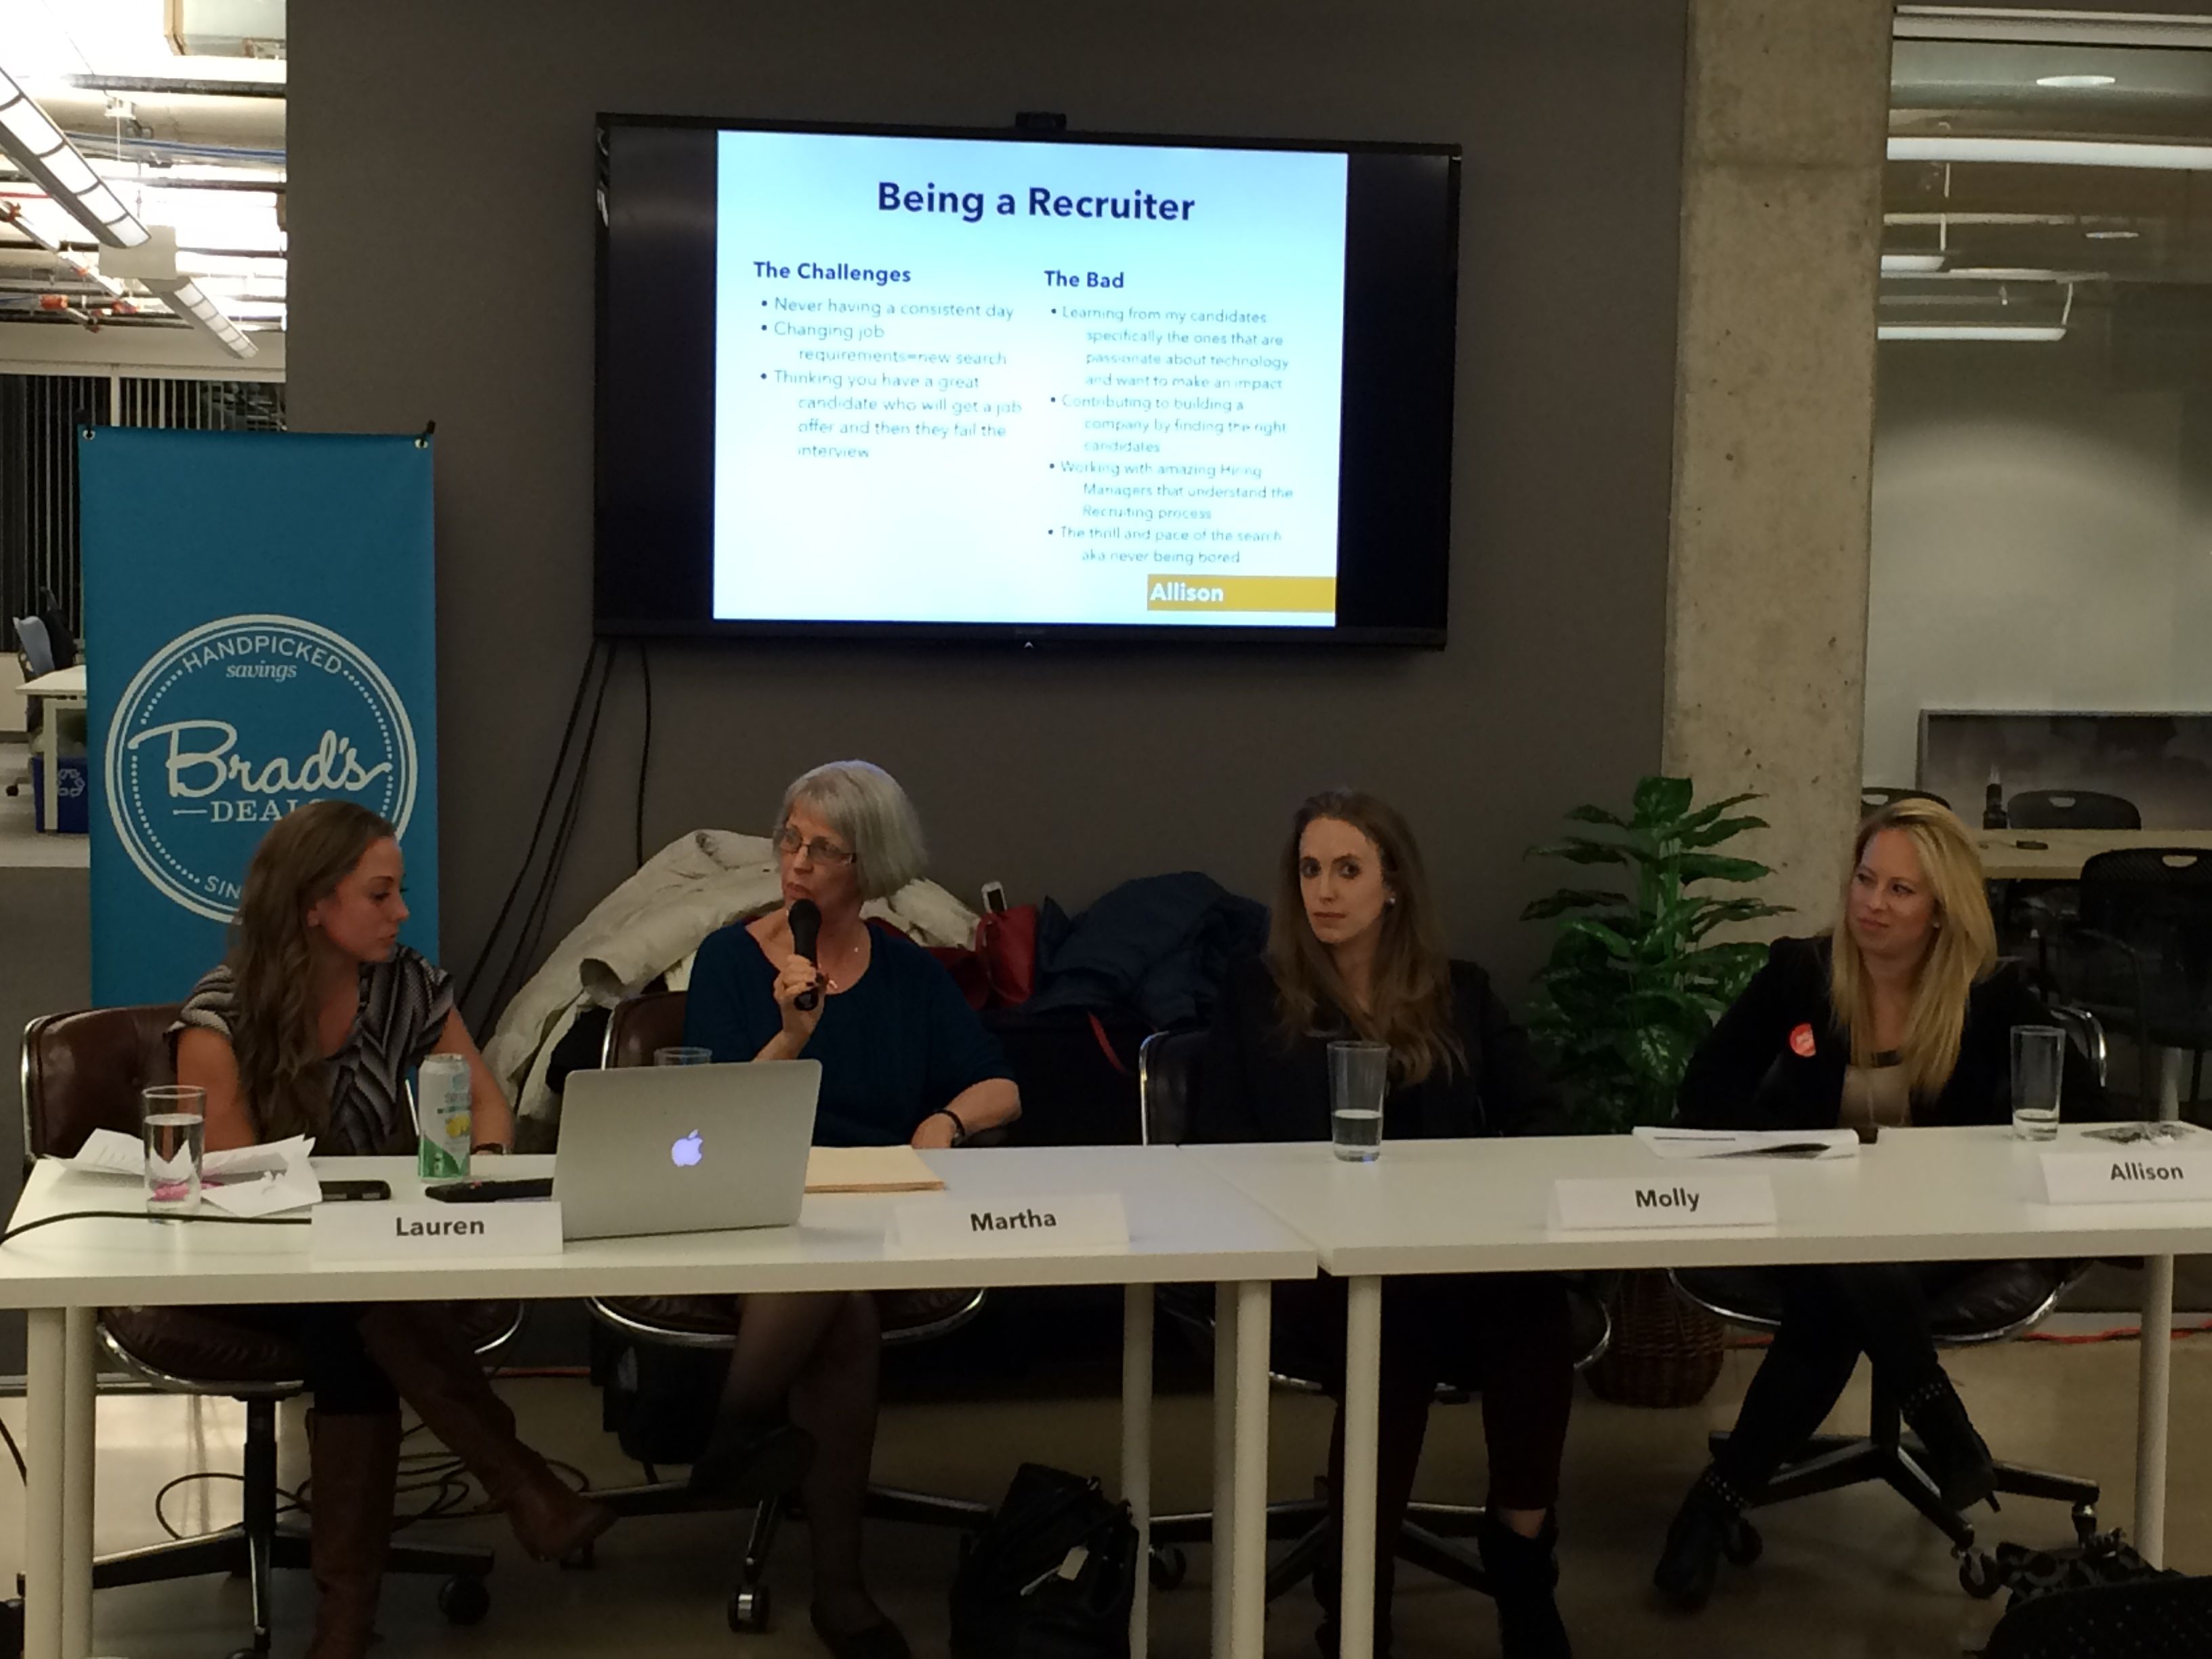 Being a Recruiter
The Challenges
• Never having a consistent day
• Changing job
requirements=new search
• Thinking you have a great
candidate who will get a job
offer and then they fail the
interview
The Bad
• Learning from my candidates
specifically the ones that are
passionate about technology
and want to make an impact
• Contributing to building a
company by finding the right
candidates
• Working with amazing Hiring
Managers that understand the
Recruiting process
• The thrill and pace of the search
aka never being bored
Allison
HANDPICKED
savings
Brad's
DEALS
Lauren
Martha
Molly
Allison